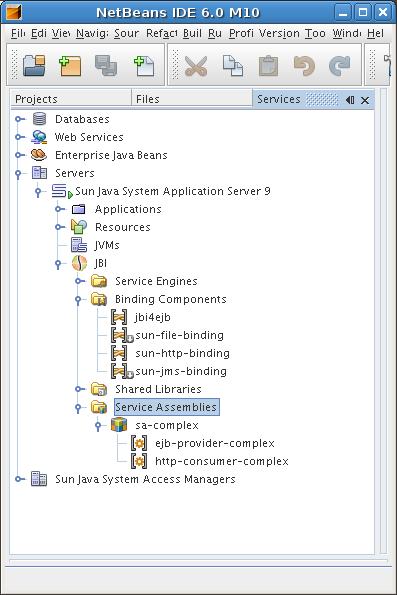 NetBeans IDE 6.0 M10
Fil Edi Vie Navig Sour Refact Buil Ru Profi Version Too Wind Hel
Projects Files Services
Databases
Web Services
Enterprise Java Beans
Servers
Sun Java System Application Server 9
Applications
Resources
JVMs
JBI
Service Engines
Binding Components
jbi4ejb
sun-file-binding
sun-http-binding
sun-jms-binding
Shared Libraries
Service Assemblies
sa-complex
ejb-provider-complex
http-consumer-complex
Sun Java System Access Managers